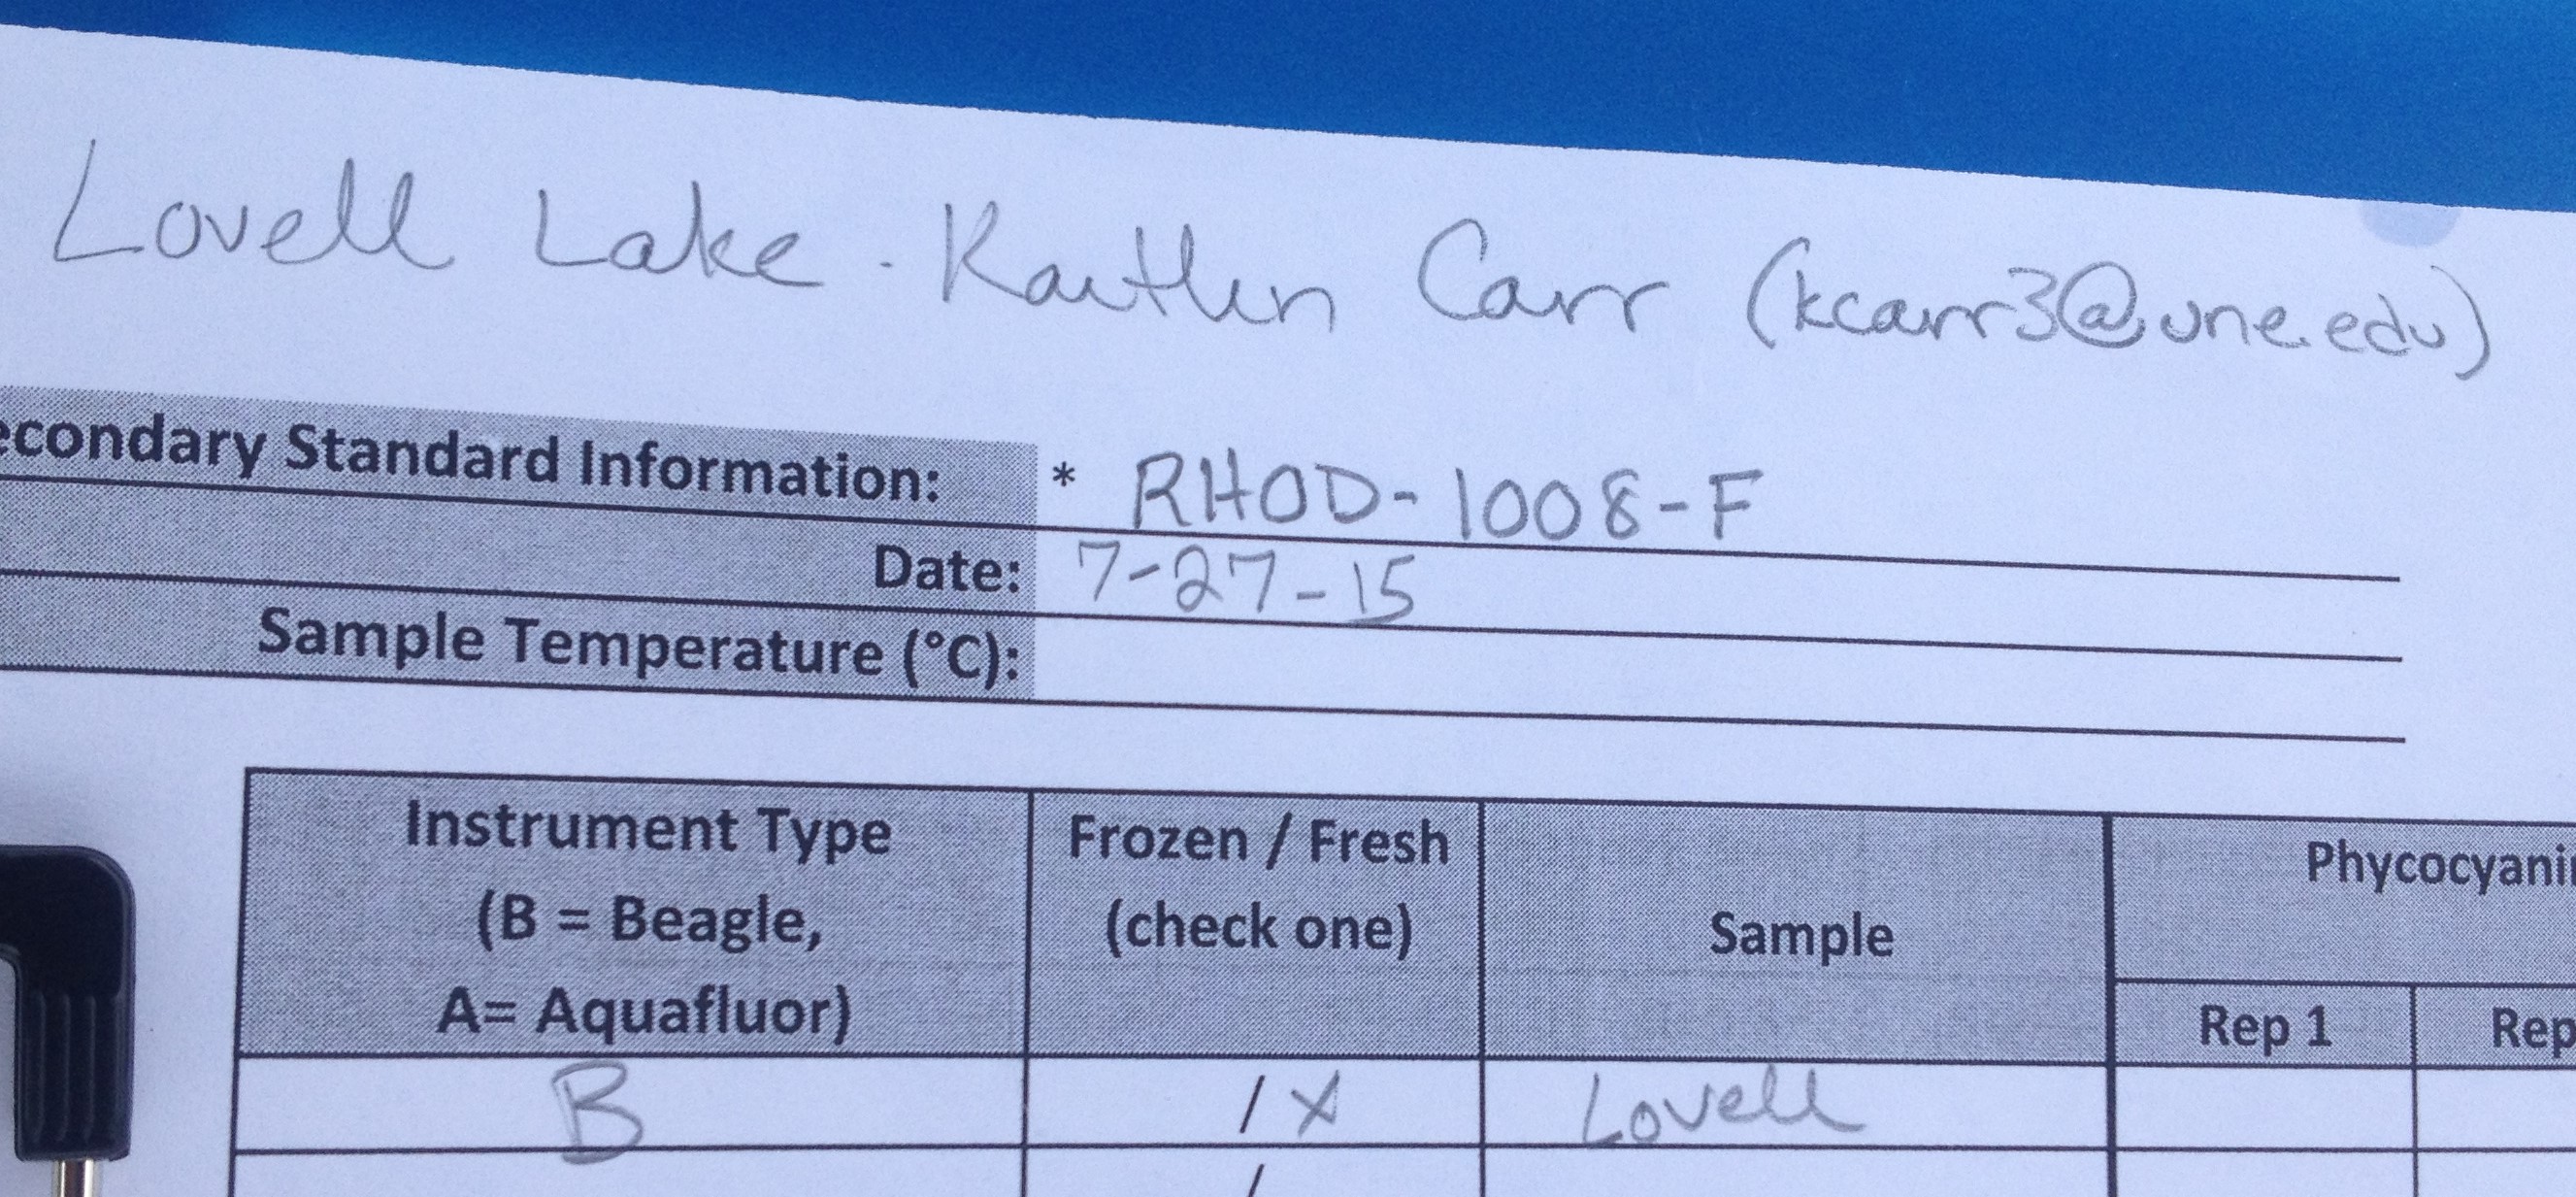 Lovell Lake - Kaitlin Carr (kcarr3@une.edu)
econdary Standard Information: * RHOD-1008-F
Date: 7-27-15
Sample Temperature (°C):
Instrument Type
(B = Beagle,
A= Aquafluor)
Frozen / Fresh
(check one)
Sample
Phycocyani
Rep 1
Rep
B
/ X
Lovell
/